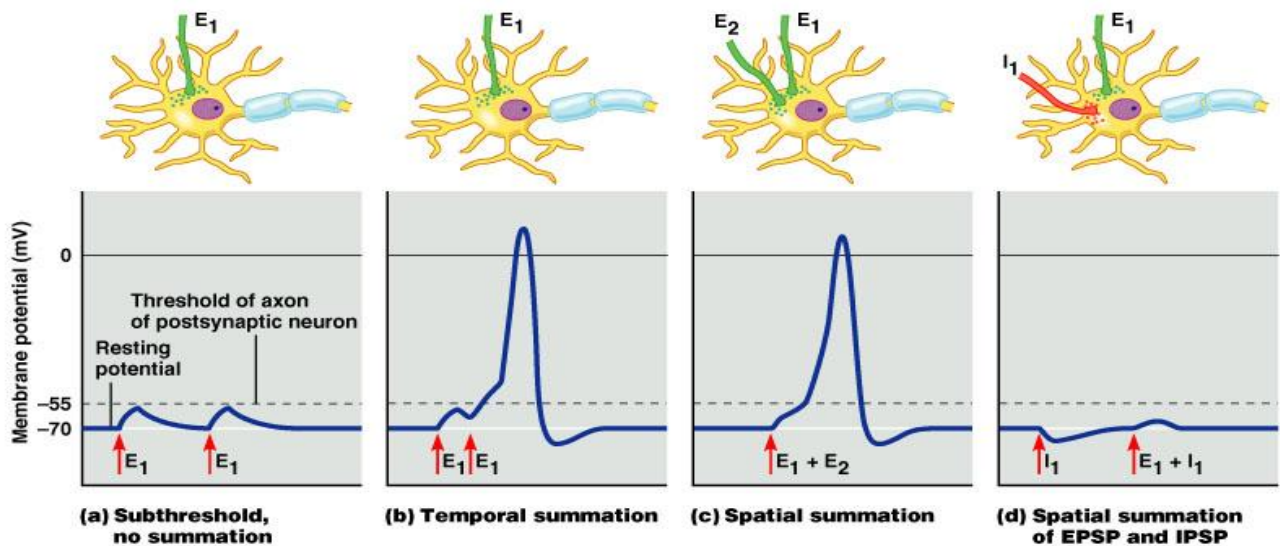 E1
E1
E2
E1
I1
E1
Membrane potential (mV)
0
–55
–70
Threshold of axon
of postsynaptic neuron
Resting
potential
E1
E1
E1
E1
E1 + E2
I1
E1 + I1
(a) Subthreshold,
no summation
(b) Temporal summation
(c) Spatial summation
(d) Spatial summation
of EPSP and IPSP